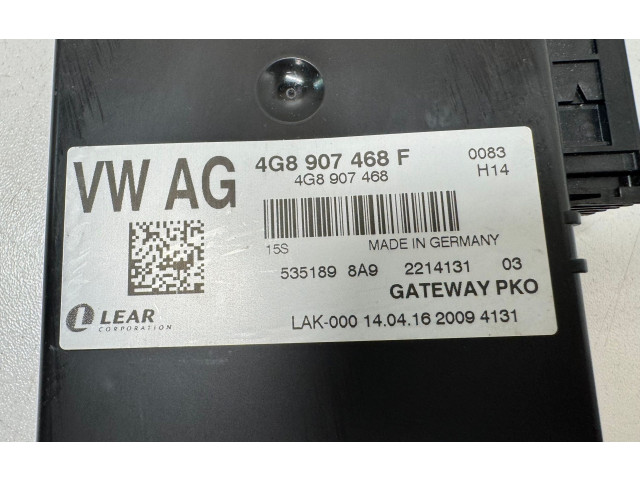 VW AG
4G8 907 468 F
4G8 907 468
0083
H14
15S
MADE IN GERMANY
535189 8A9 2214131 03
GATEWAY PKO
LEAR
CORPORATION
LAK-000 14.04.16 2009 4131